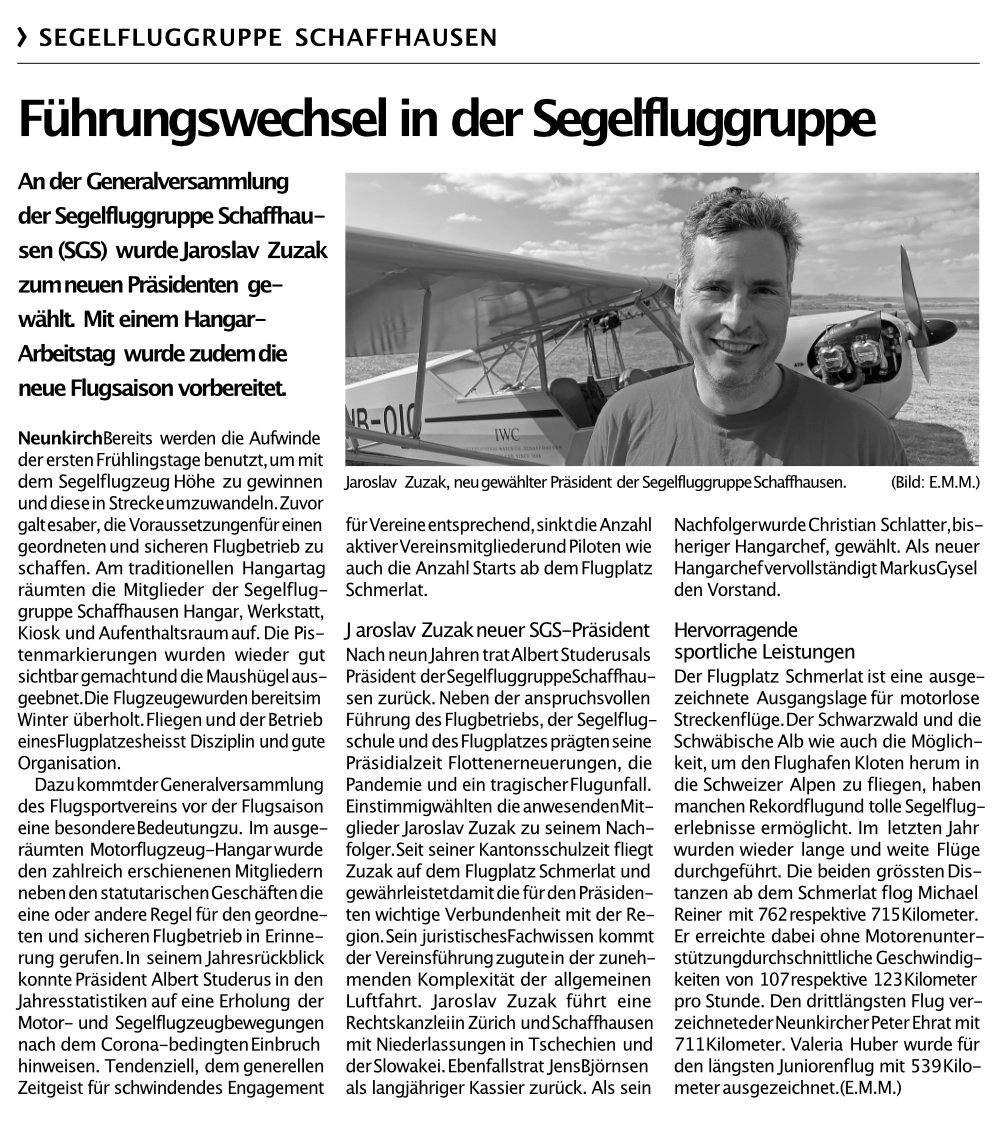 ❯ SEGELFLUGGRUPPE SCHAFFHAUSEN
Führungswechsel in der Segelfluggruppe
An der Generalversammlung
der Segelfluggruppe Schaffhau-
sen (SGS) wurde Jaroslav Zuzak
zum neuen Präsidenten ge-
wählt. Mit einem Hangar-
Arbeitstag wurde zudem die
neue Flugsaison vorbereitet.
Neunkirch Bereits werden die Aufwinde
der ersten Frühlingstage benutzt, um mit
dem Segelflugzeug Höhe zu gewinnen
und diese in Strecke umzuwandeln. Zuvor
galt es aber, die Voraussetzungen für einen
geordneten und sicheren Flugbetrieb zu
schaffen. Am traditionellen Hangartag
räumten die Mitglieder der Segelflug-
gruppe Schaffhausen Hangar, Werkstatt,
Kiosk und Aufenthaltsraum auf. Die Pis-
tenmarkierungen wurden wieder gut
sichtbar gemacht und die Maushügel aus-
geebnet. Die Flugzeuge wurden bereits im
Winter überholt. Fliegen und der Betrieb
eines Flugplatzes heisst Disziplin und gute
Organisation.
Dazu kommt der Generalversammlung
des Flugsportvereins vor der Flugsaison
eine besondere Bedeutung zu. Im ausge-
räumten Motorflugzeug-Hangar wurde
den zahlreich erschienenen Mitgliedern
neben den statutarischen Geschäften die
eine oder andere Regel für den geordne-
ten und sicheren Flugbetrieb in Erinne-
rung gerufen. In seinem Jahresrückblick
konnte Präsident Albert Studerus in den
Jahresstatistiken auf eine Erholung der
Motor- und Segelflugzeugbewegungen
nach dem Corona-bedingten Einbruch
hinweisen. Tendenziell, dem generellen
Zeitgeist für schwindendes Engagement
HB-OIG
IWC
INTERNATIONAL WATCH CO. SCHAFFHAUSEN
SINCE 1868
Jaroslav Zuzak, neu gewählter Präsident der Segelfluggruppe Schaffhausen. (Bild: E.M.M.)
für Vereine entsprechend, sinkt die Anzahl
aktiver Vereinsmitglieder und Piloten wie
auch die Anzahl Starts ab dem Flugplatz
Schmerlat.
Jaroslav Zuzak neuer SGS-Präsident
Nach neun Jahren trat Albert Studerus als
Präsident der Segelfluggruppe Schaffhau-
sen zurück. Neben der anspruchsvollen
Führung des Flugbetriebs, der Segelflug-
schule und des Flugplatzes prägten seine
Präsidialzeit Flottenerneuerungen, die
Pandemie und ein tragischer Flugunfall.
Einstimmig wählten die anwesenden Mit-
glieder Jaroslav Zuzak zu seinem Nach-
folger. Seit seiner Kantonsschulzeit fliegt
Zuzak auf dem Flugplatz Schmerlat und
gewährleistet damit die für den Präsiden-
ten wichtige Verbundenheit mit der Re-
gion. Sein juristisches Fachwissen kommt
der Vereinsführung zugute in der zuneh-
menden Komplexität der allgemeinen
Luftfahrt. Jaroslav Zuzak führt eine
Rechtskanzlei in Zürich und Schaffhausen
mit Niederlassungen in Tschechien und
der Slowakei. Ebenfalls trat Jens Björnsen
als langjähriger Kassier zurück. Als sein
Nachfolger wurde Christian Schlatter, bis-
heriger Hangarchef, gewählt. Als neuer
Hangarchef vervollständigt Markus Gysel
den Vorstand.
Hervorragende
sportliche Leistungen
Der Flugplatz Schmerlat ist eine ausge-
zeichnete Ausgangslage für motorlose
Streckenflüge. Der Schwarzwald und die
Schwäbische Alb wie auch die Möglich-
keit, um den Flughafen Kloten herum in
die Schweizer Alpen zu fliegen, haben
manchen Rekordflug und tolle Segelflug-
erlebnisse ermöglicht. Im letzten Jahr
wurden wieder lange und weite Flüge
durchgeführt. Die beiden grössten Dis-
tanzen ab dem Schmerlat flog Michael
Reiner mit 762 respektive 715 Kilometer.
Er erreichte dabei ohne Motorenunter-
stützung durchschnittliche Geschwindig-
keiten von 107 respektive 123 Kilometer
pro Stunde. Den drittlängsten Flug ver-
zeichnete der Neunkircher Peter Ehrat mit
711 Kilometer. Valeria Huber wurde für
den längsten Juniorenflug mit 539 Kilo-
meter ausgezeichnet. (E.M.M.)